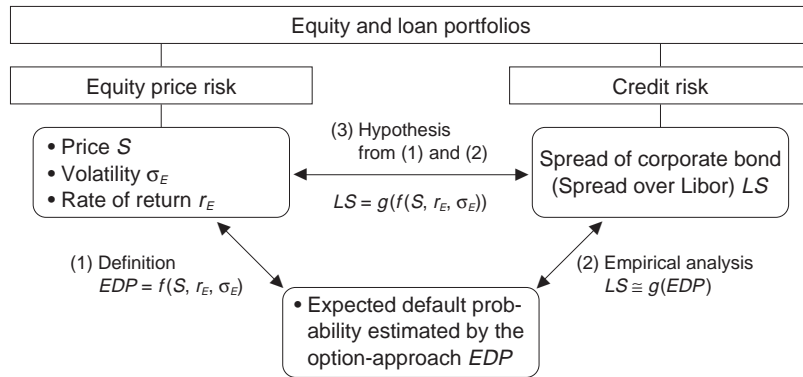 Equity and loan portfolios
Equity price risk
Credit risk
• Price S
• Volatility σE
• Rate of return rE
(3) Hypothesis
from (1) and (2)
LS = g(f(S, rE, σE))
Spread of corporate bond
(Spread over Libor) LS
(1) Definition
EDP = f(S, rE, σE)
(2) Empirical analysis
LS ≅ g(EDP)
• Expected default prob-
ability estimated by the
option-approach EDP